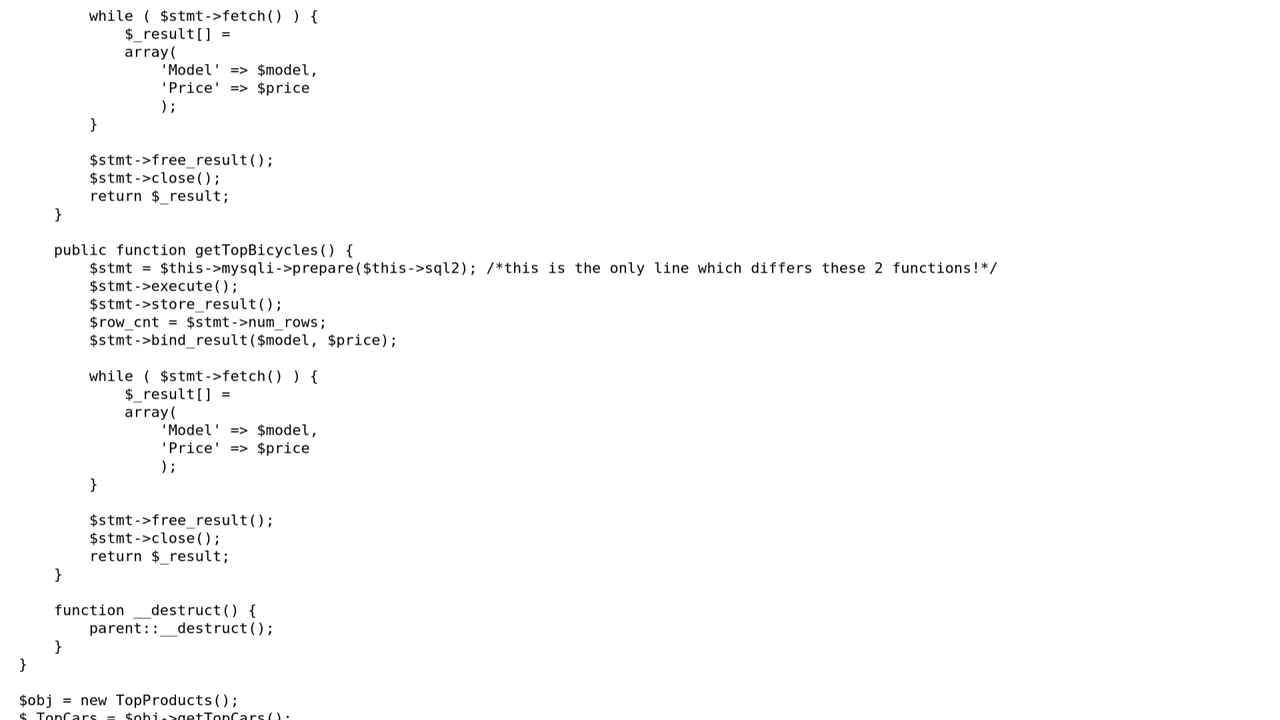 while ( $stmt->fetch() ) {
$_result[] =
array(
'Model' => $model,
'Price' => $price
);
}
$stmt->free_result();
$stmt->close();
return $_result;
}
public function getTopBicycles() {
$stmt = $this->mysqli->prepare($this->sql2); /*this is the only line which differs these 2 functions!*/
$stmt->execute();
$stmt->store_result();
$row_cnt = $stmt->num_rows;
$stmt->bind_result($model, $price);
while ( $stmt->fetch() ) {
$_result[] =
array(
'Model' => $model,
'Price' => $price
);
}
$stmt->free_result();
$stmt->close();
return $_result;
}
function __destruct() {
parent::__destruct();
}
}
$obj = new TopProducts();
$_TopCars = $obj->getTopCars();